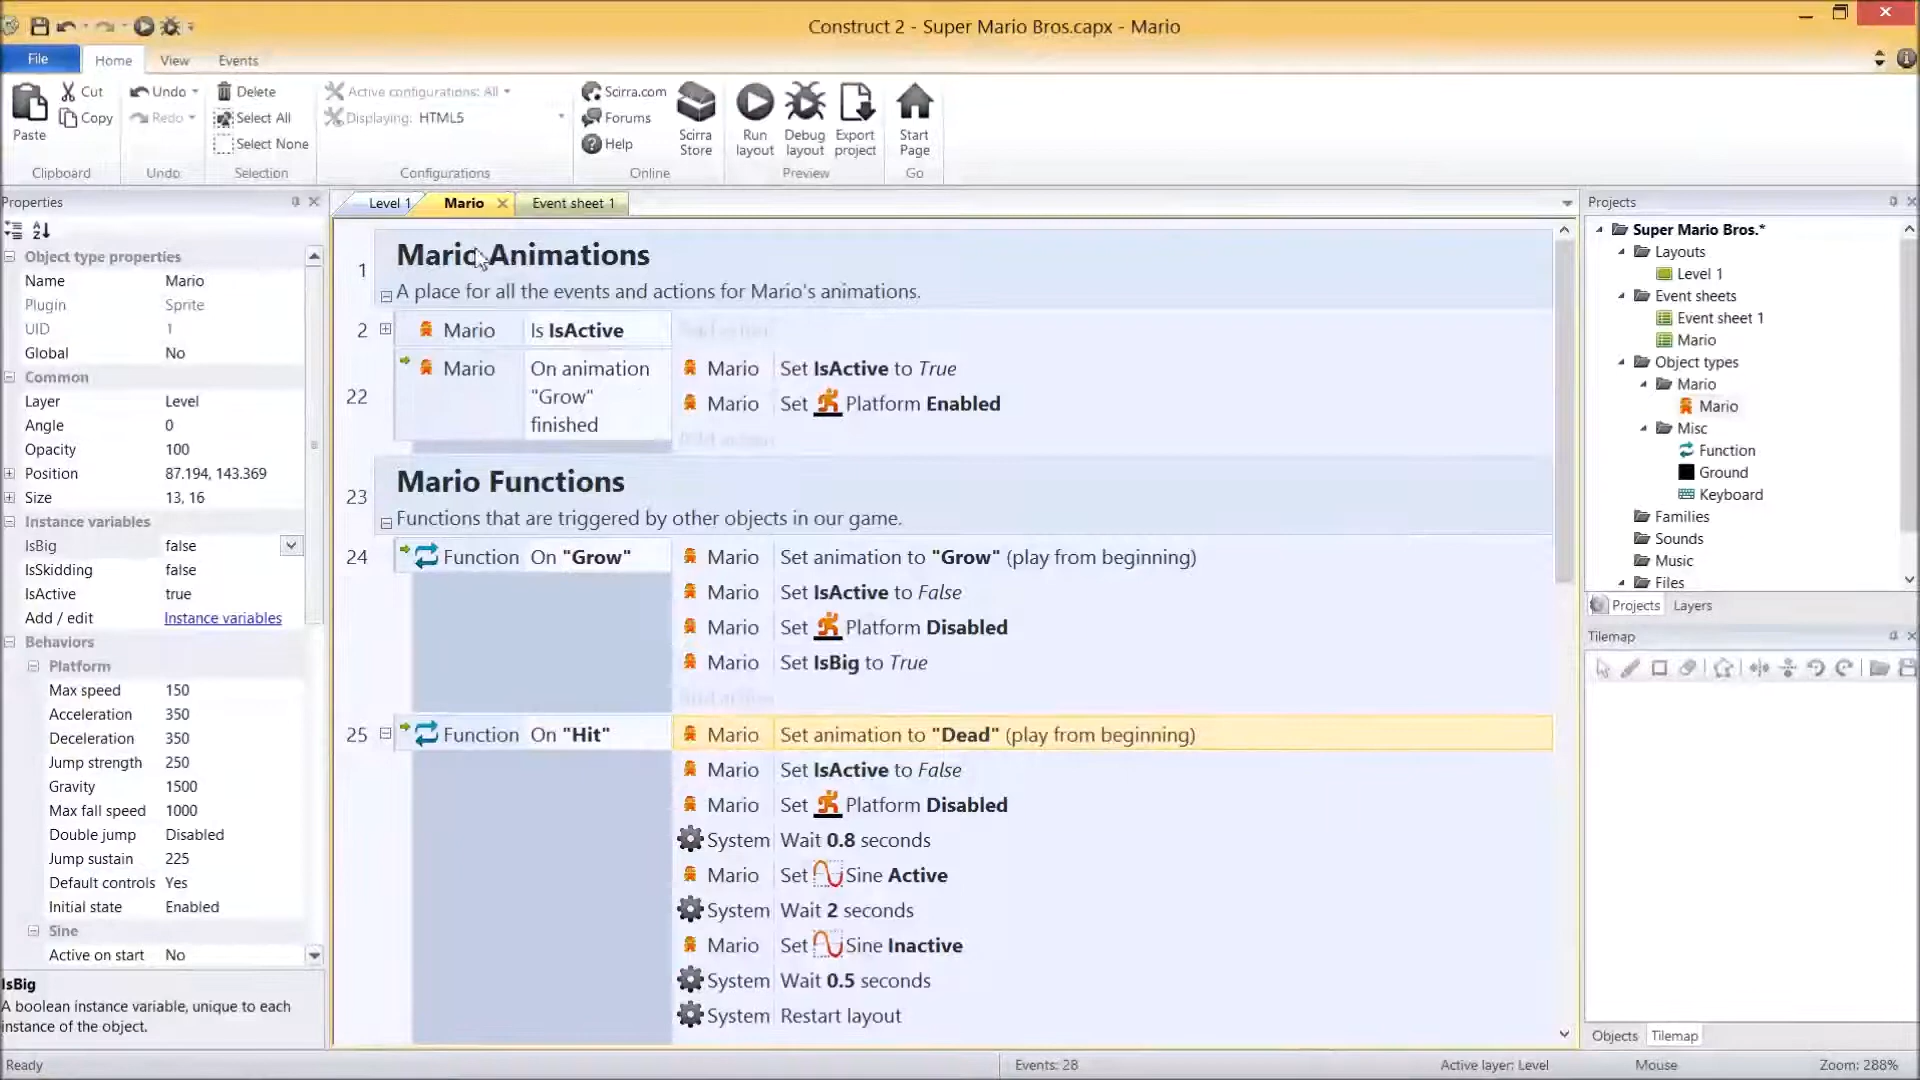 Construct 2 - Super Mario Bros.capx - Mario
File
Home
View
Events
Paste
Cut
Copy
Clipboard
Undo
Redo
Undo
Delete
Select All
Select None
Selection
Active configurations: All
Displaying: HTML5
Configurations
Scirra.com
Forums
Help
Scirra
Store
Online
Run
layout
Debug
layout
Export
project
Preview
Start
Page
Go
Properties
Object type properties
Name Mario
Plugin Sprite
UID 1
Global No
Common
Layer Level
Angle 0
Opacity 100
Position 87.194, 143.369
Size 13, 16
Instance variables
IsBig false
IsSkidding false
IsActive true
Add / edit Instance variables
Behaviors
Platform
Max speed 150
Acceleration 350
Deceleration 350
Jump strength 250
Gravity 1500
Max fall speed 1000
Double jump Disabled
Jump sustain 225
Default controls Yes
Initial state Enabled
Sine
Active on start No
IsBig
A boolean instance variable, unique to each
instance of the object.
Level 1
Mario
Event sheet 1
1 Mario Animations
A place for all the events and actions for Mario's animations.
2 Mario Is IsActive
Add action
22 Mario On animation
"Grow"
finished
Mario Set IsActive to True
Mario Set Platform Enabled
Add action
23 Mario Functions
Functions that are triggered by other objects in our game.
24 Function On "Grow"
Mario Set animation to "Grow" (play from beginning)
Mario Set IsActive to False
Mario Set Platform Disabled
Mario Set IsBig to True
Add action
25 Function On "Hit"
Mario Set animation to "Dead" (play from beginning)
Mario Set IsActive to False
Mario Set Platform Disabled
System Wait 0.8 seconds
Mario Set Sine Active
System Wait 2 seconds
Mario Set Sine Inactive
System Wait 0.5 seconds
System Restart layout
Projects
Super Mario Bros.*
Layouts
Level 1
Event sheets
Event sheet 1
Mario
Object types
Mario
Mario
Misc
Function
Ground
Keyboard
Families
Sounds
Music
Files
Projects
Layers
Tilemap
Objects
Tilemap
Ready
Events: 28
Active layer: Level
Mouse
Zoom: 288%